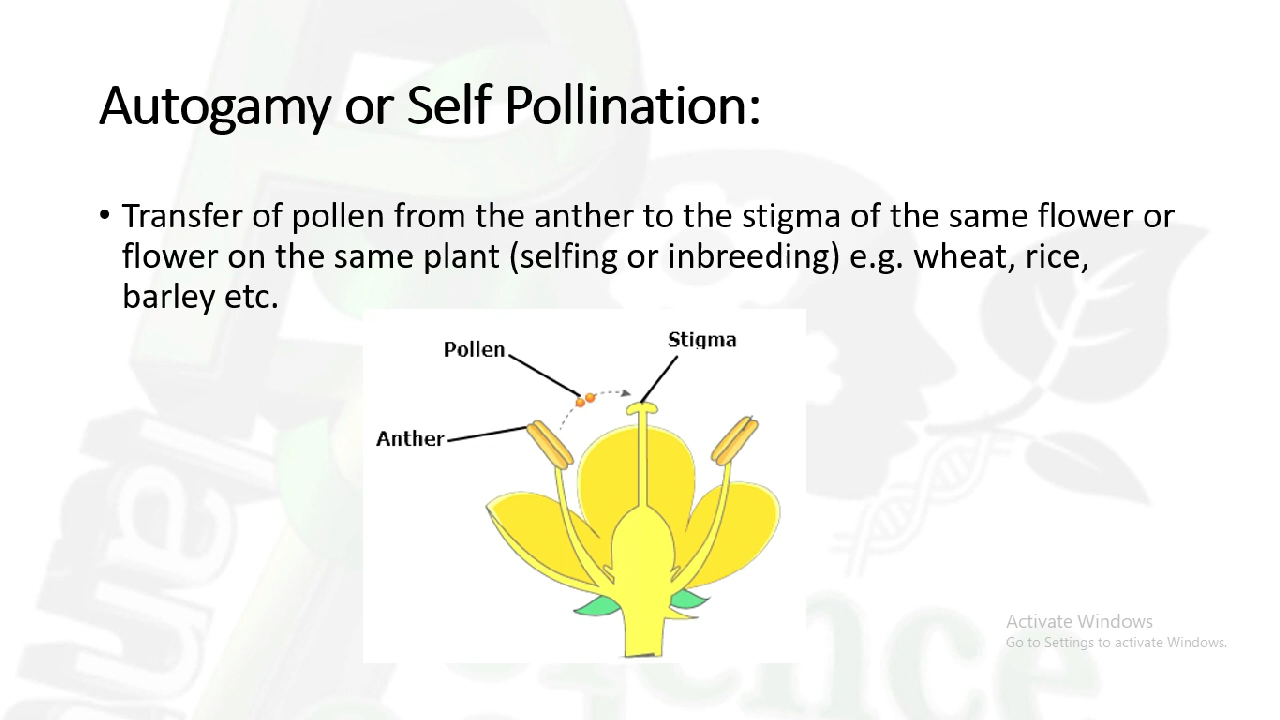 Autogamy or Self Pollination:
• Transfer of pollen from the anther to the stigma of the same flower or
flower on the same plant (selfing or inbreeding) e.g. wheat, rice,
barley etc.
Pollen
Stigma
Anther
Activate Windows
Go to Settings to activate Windows.